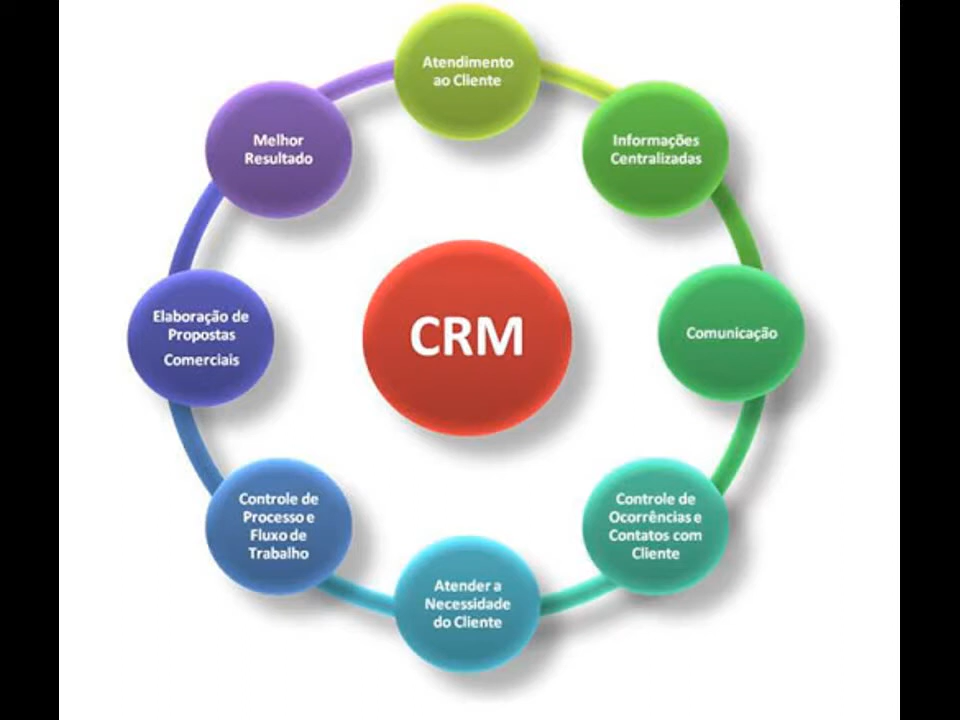 Atendimento
ao Cliente
Informações
Centralizadas
Comunicação
Controle de
Ocorrências e
Contatos com
Cliente
Atender a
Necessidade
do Cliente
Controle de
Processo e
Fluxo de
Trabalho
Elaboração de
Propostas
Comerciais
Melhor
Resultado
CRM